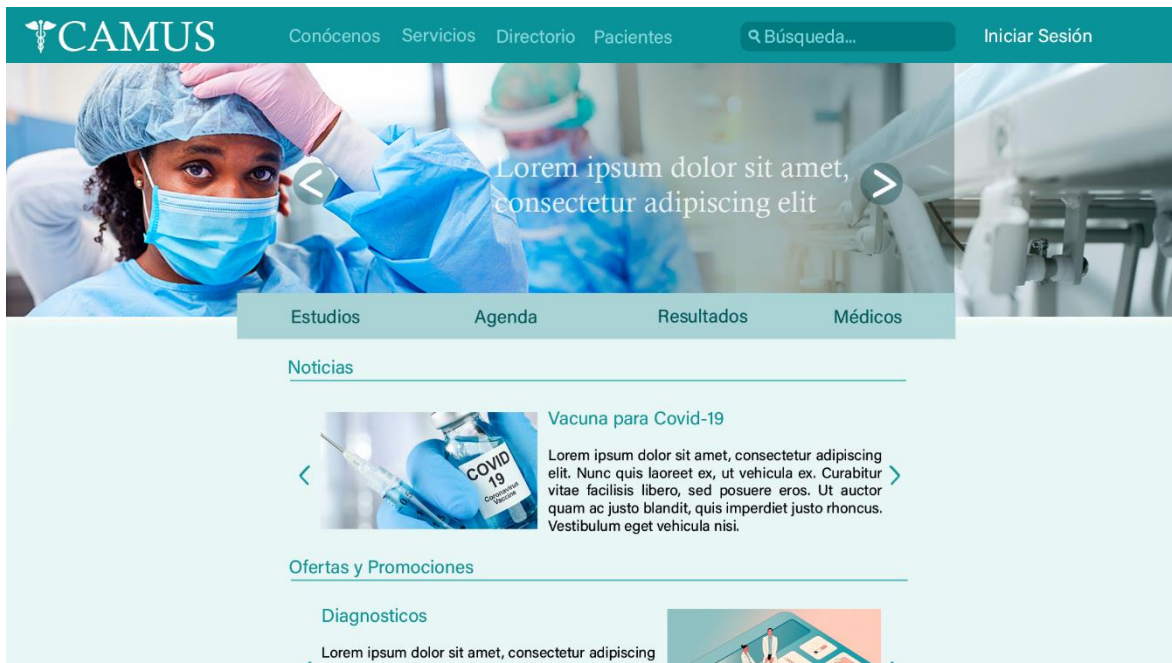 CAMUS
Conócenos Servicios Directorio Pacientes
Búsqueda...
Iniciar Sesión
Lorem ipsum dolor sit amet,
consectetur adipiscing elit
Estudios Agenda Resultados Médicos
Noticias
COVID
19
Coronavirus
Vaccine
Vacuna para Covid-19
Lorem ipsum dolor sit amet, consectetur adipiscing
elit. Nunc quis laoreet ex, ut vehicula ex. Curabitur
vitae facilisis libero, sed posuere eros. Ut auctor
quam ac justo blandit, quis imperdiet justo rhoncus.
Vestibulum eget vehicula nisi.
Ofertas y Promociones
Diagnosticos
Lorem ipsum dolor sit amet, consectetur adipiscing